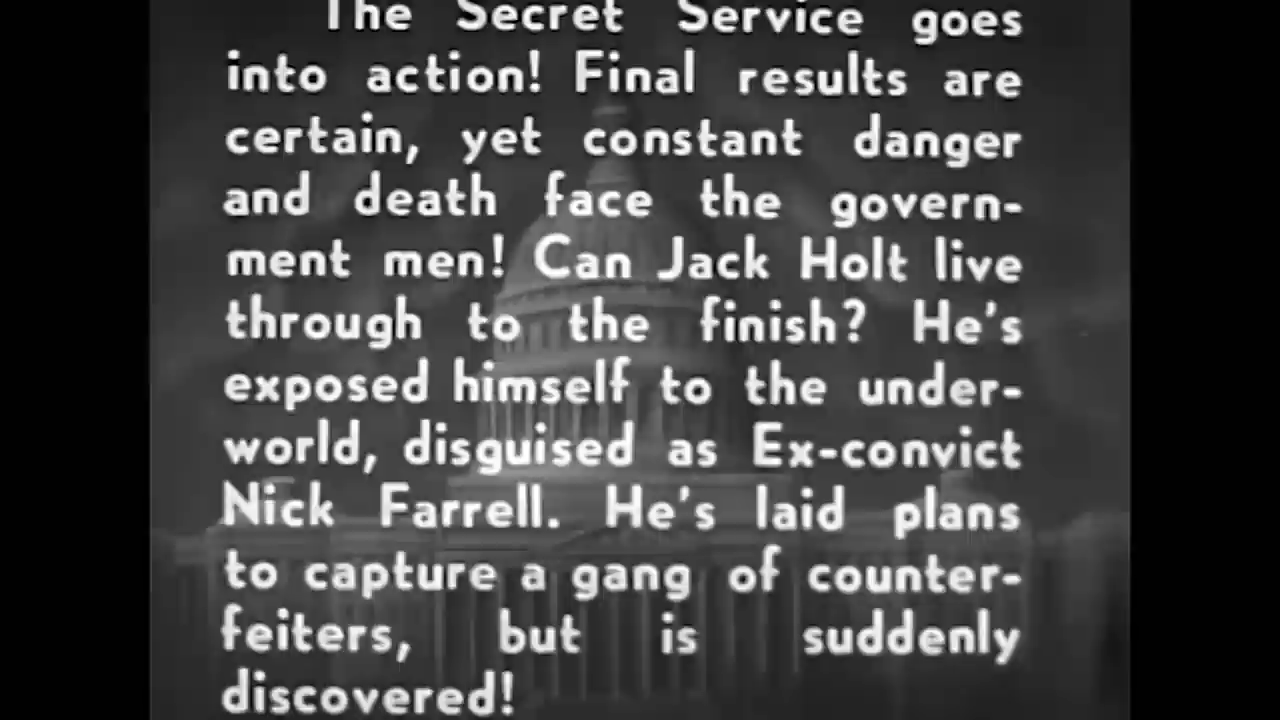 The Secret Service goes
into action! Final results are
certain, yet constant danger
and death face the govern-
ment men! Can Jack Holt live
through to the finish? He's
exposed himself to the under-
world, disguised as Ex-convict
Nick Farrell. He's laid plans
to capture a gang of counter-
feiters, but is suddenly
discovered!